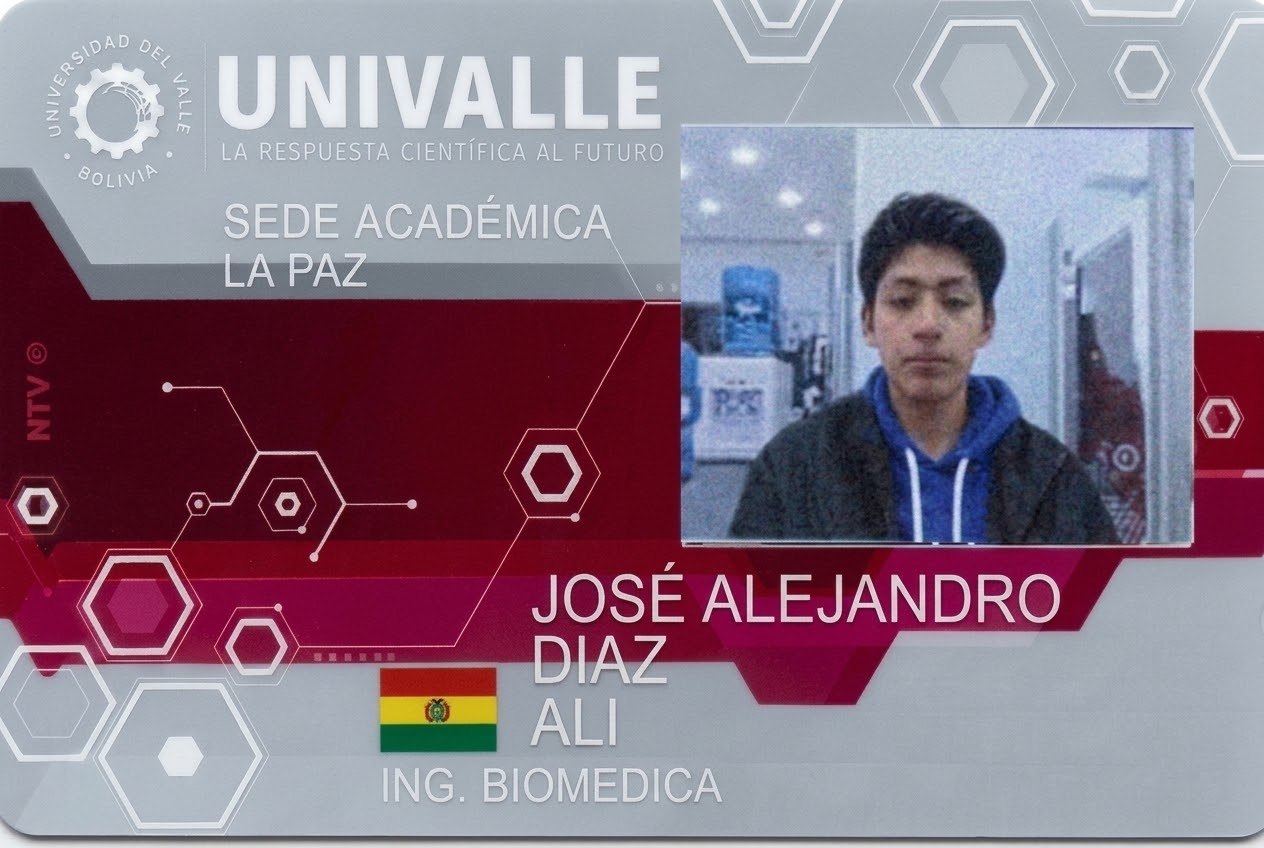 UNIVERSIDAD DEL VALLE
BOLIVIA
UNIVALLE
LA RESPUESTA CIENTÍFICA AL FUTURO
SEDE ACADÉMICA
LA PAZ
NTV ©
JOSÉ ALEJANDRO
DIAZ
ALI
ING. BIOMEDICA